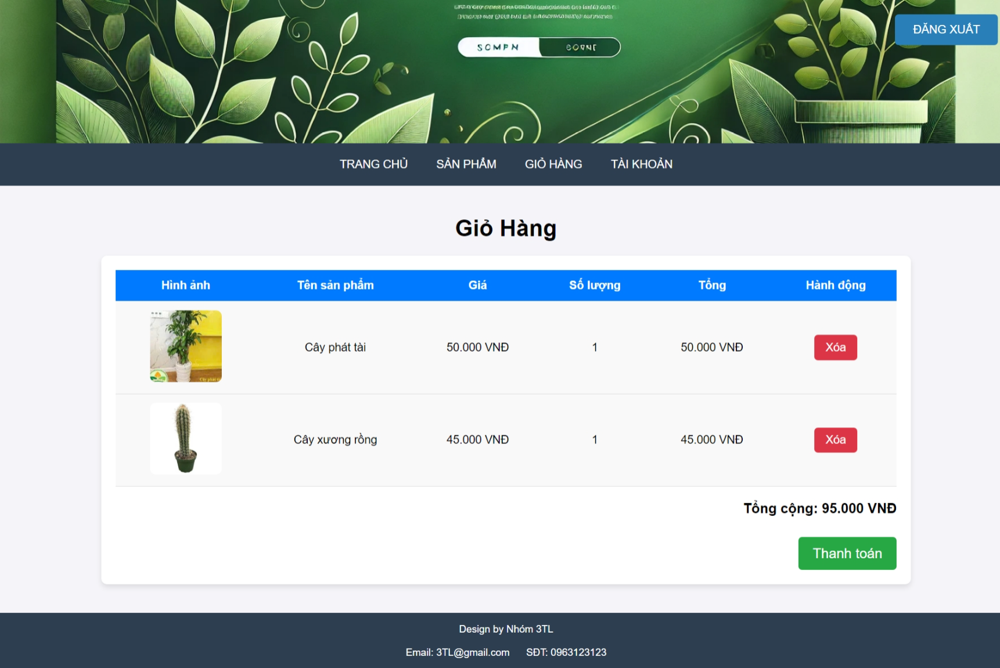 SOMPN
ĐĂNG XUẤT
TRANG CHỦ SẢN PHẨM GIỎ HÀNG TÀI KHOẢN
Giỏ Hàng
Hình ảnh Tên sản phẩm Giá Số lượng Tổng Hành động
Cây phát tài 50.000 VNĐ 1 50.000 VNĐ Xóa
Cây xương rồng 45.000 VNĐ 1 45.000 VNĐ Xóa
Tổng cộng: 95.000 VNĐ
Thanh toán
Design by Nhóm 3TL
Email: 3TL@gmail.com SĐT: 0963123123